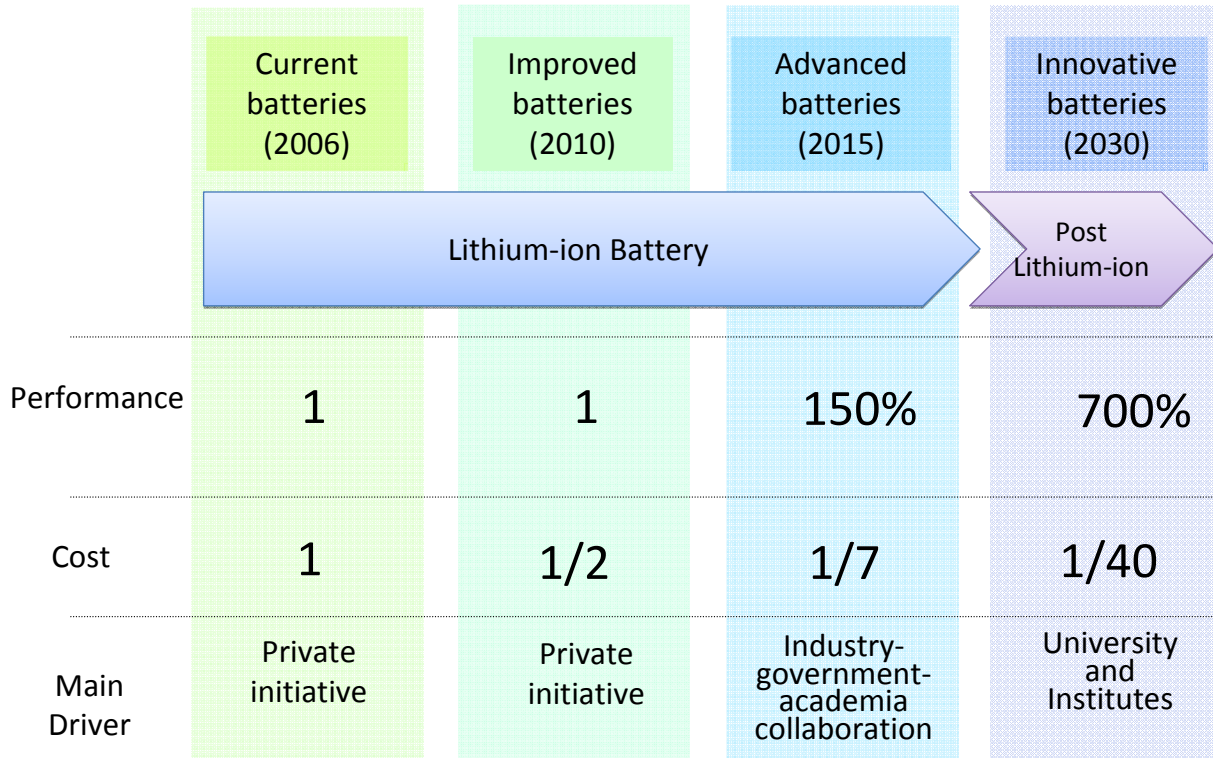 Current
batteries
(2006)
Improved
batteries
(2010)
Advanced
batteries
(2015)
Innovative
batteries
(2030)
Lithium-ion Battery
Post
Lithium-ion
Performance
1
1
150%
700%
Cost
1
1/2
1/7
1/40
Main
Driver
Private
initiative
Private
initiative
Industry-
government-
academia
collaboration
University
and
Institutes